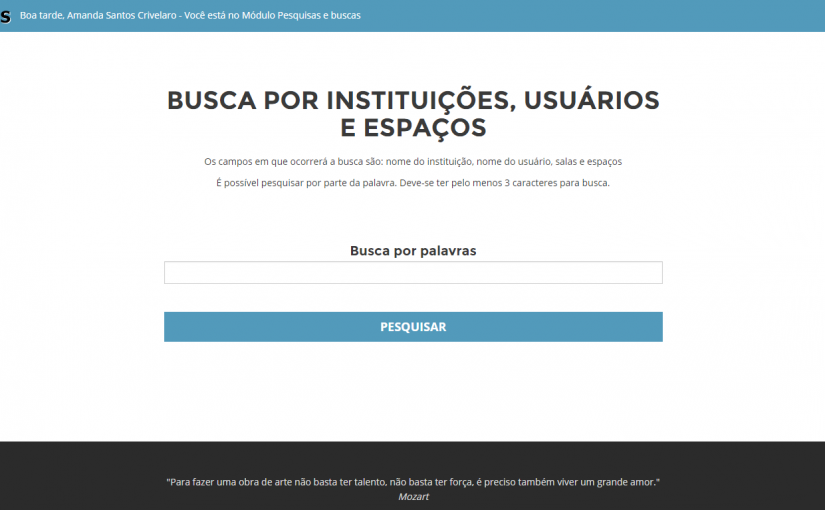 S Boa tarde, Amanda Santos Crivelaro - Você está no Módulo Pesquisas e buscas
BUSCA POR INSTITUIÇÕES, USUÁRIOS
E ESPAÇOS
Os campos em que ocorrerá a busca são: nome do instituição, nome do usuário, salas e espaços
É possível pesquisar por parte da palavra. Deve-se ter pelo menos 3 caracteres para busca.
Busca por palavras
PESQUISAR
"Para fazer uma obra de arte não basta ter talento, não basta ter força, é preciso também viver um grande amor."
Mozart